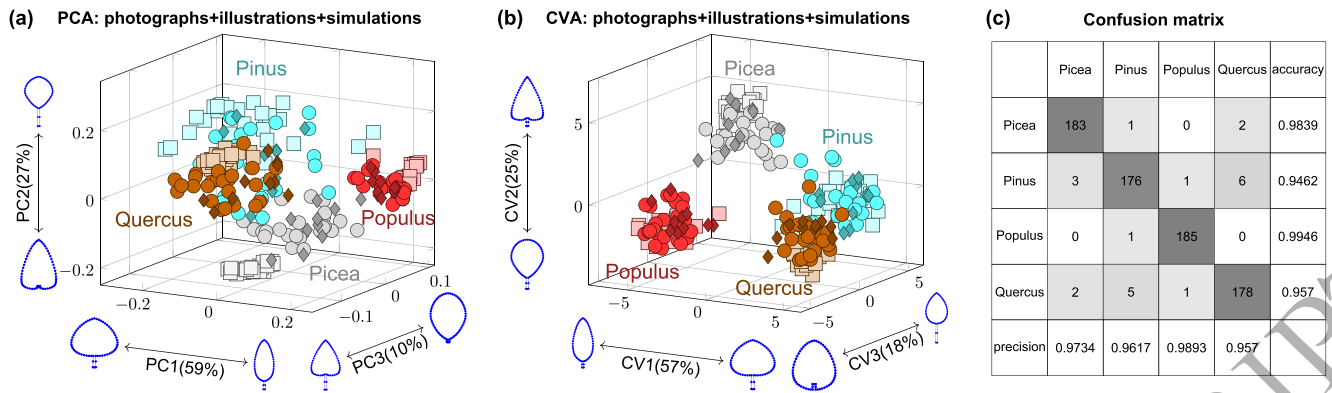 (a) PCA: photographs+illustrations+simulations
Pinus
Quercus
Populus
Picea
0.2
0
−0.2
PC2(27%)
−0.2
0
0.2
PC1(59%)
−0.1
0
0.1
PC3(10%)
(b) CVA: photographs+illustrations+simulations
Picea
Pinus
Populus
Quercus
5
0
CV2(25%)
−5
0
5
CV1(57%)
−5
0
5
CV3(18%)
(c) Confusion matrix
Picea Pinus Populus Quercus accuracy
Picea 183 1 0 2 0.9839
Pinus 3 176 1 6 0.9462
Populus 0 1 185 0 0.9946
Quercus 2 5 1 178 0.957
precision 0.9734 0.9617 0.9893 0.957